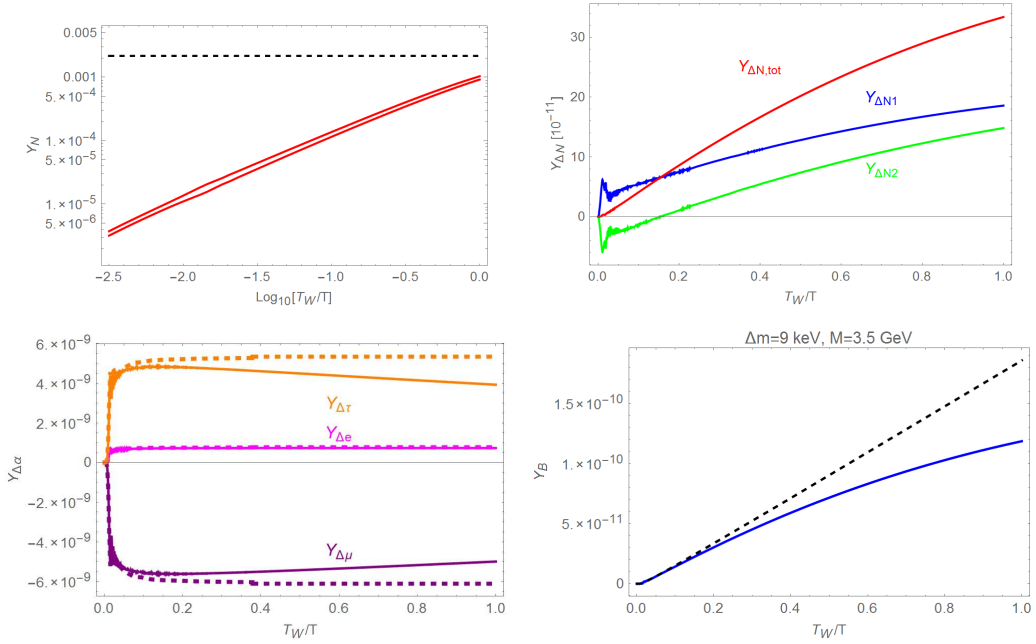 0.005
0.001
5.×10⁻⁴
1.×10⁻⁴
5.×10⁻⁵
1.×10⁻⁵
5.×10⁻⁶
Y_N
-2.5 -2.0 -1.5 -1.0 -0.5 0.0
Log₁₀[T_W/T]
30
20
10
0
Y_ΔN [10⁻¹¹]
Y_ΔN,tot
Y_ΔN1
Y_ΔN2
0.0 0.2 0.4 0.6 0.8 1.0
T_W/T
6.×10⁻⁹
4.×10⁻⁹
2.×10⁻⁹
0
-2.×10⁻⁹
-4.×10⁻⁹
-6.×10⁻⁹
Y_Δα
Y_Δτ
Y_Δe
Y_Δμ
0.0 0.2 0.4 0.6 0.8 1.0
T_W/T
Δm=9 keV, M=3.5 GeV
1.5×10⁻¹⁰
1.×10⁻¹⁰
5.×10⁻¹¹
0
Y_B
0.0 0.2 0.4 0.6 0.8 1.0
T_W/T